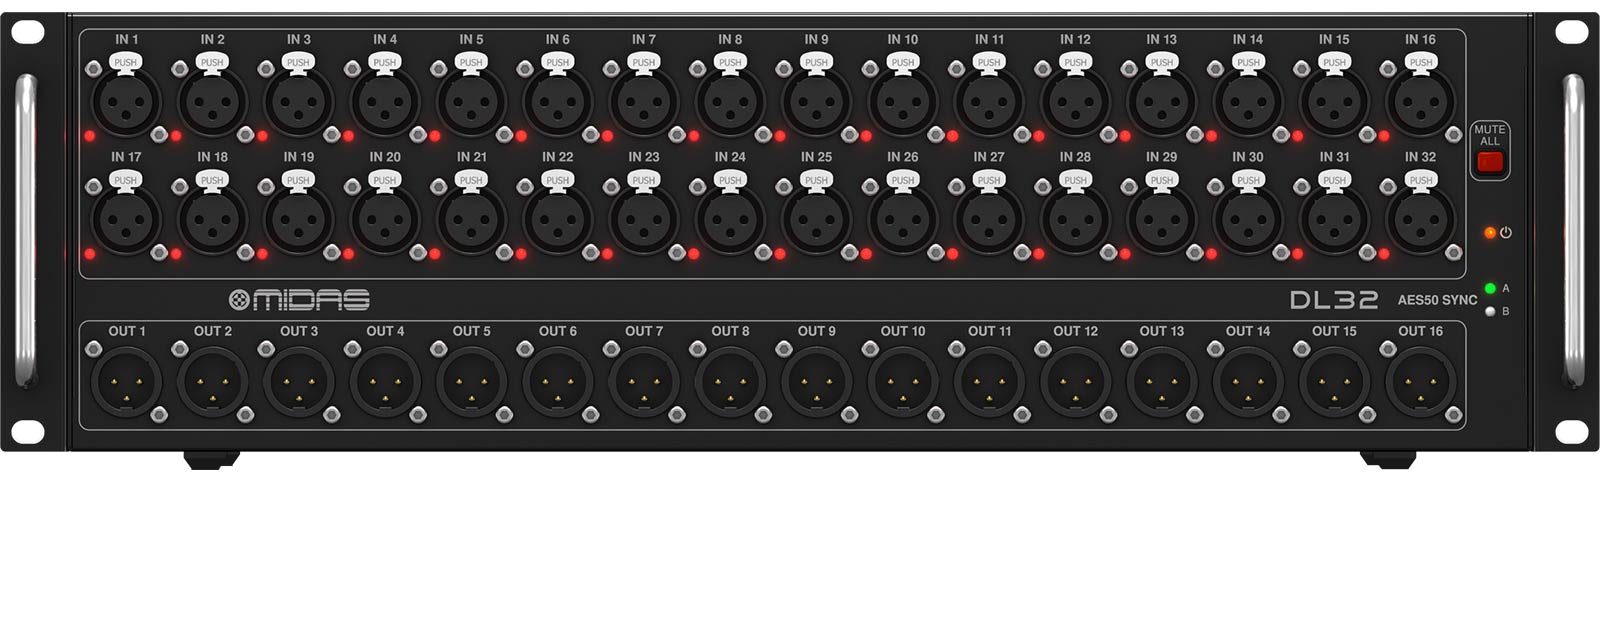 IN 1 IN 2 IN 3 IN 4 IN 5 IN 6 IN 7 IN 8 IN 9 IN 10 IN 11 IN 12 IN 13 IN 14 IN 15 IN 16
PUSH PUSH PUSH PUSH PUSH PUSH PUSH PUSH PUSH PUSH PUSH PUSH PUSH PUSH PUSH PUSH
MUTE
ALL
IN 17 IN 18 IN 19 IN 20 IN 21 IN 22 IN 23 IN 24 IN 25 IN 26 IN 27 IN 28 IN 29 IN 30 IN 31 IN 32
PUSH PUSH PUSH PUSH PUSH PUSH PUSH PUSH PUSH PUSH PUSH PUSH PUSH PUSH PUSH PUSH
MIDAS DL32 AES50 SYNC A
B
OUT 1 OUT 2 OUT 3 OUT 4 OUT 5 OUT 6 OUT 7 OUT 8 OUT 9 OUT 10 OUT 11 OUT 12 OUT 13 OUT 14 OUT 15 OUT 16